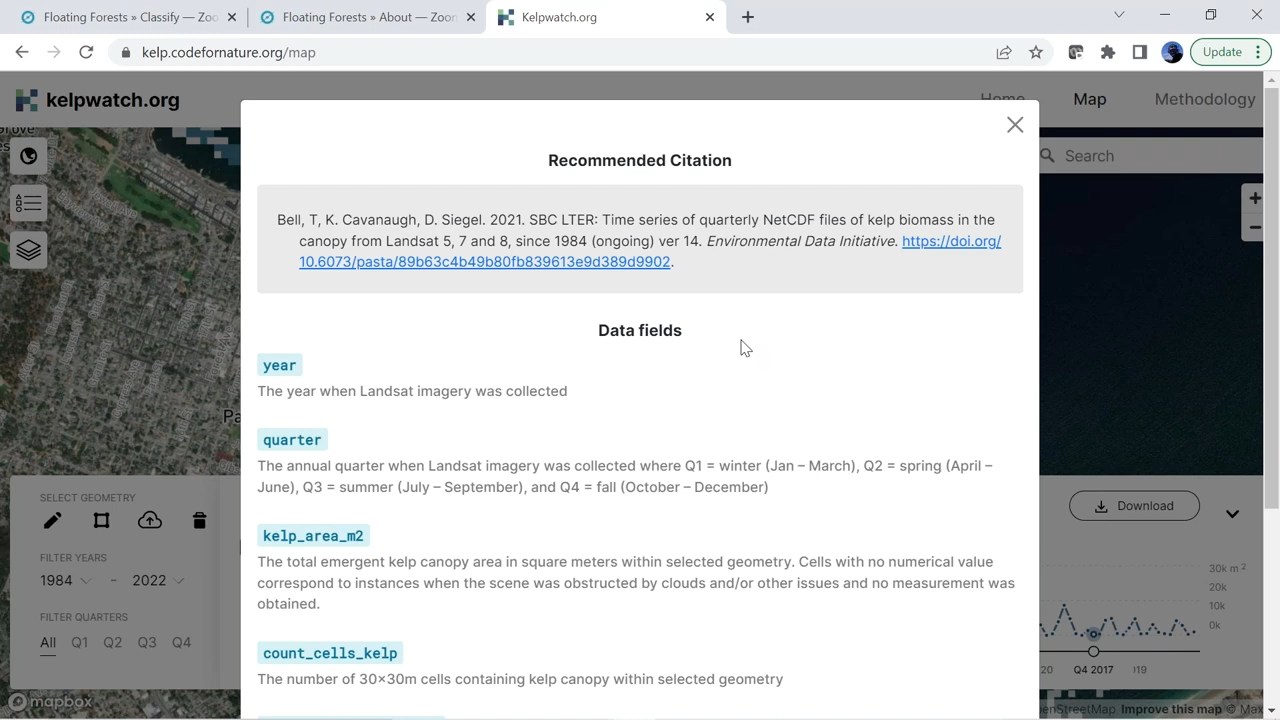 Floating Forests » Classify — Zoo
Floating Forests » About — Zoon
Kelpwatch.org
kelp.codefornature.org/map
Update
kelpwatch.org
Home
Map
Methodology
Grove
Search
Recommended Citation
Bell, T, K. Cavanaugh, D. Siegel. 2021. SBC LTER: Time series of quarterly NetCDF files of kelp biomass in the
canopy from Landsat 5, 7 and 8, since 1984 (ongoing) ver 14. Environmental Data Initiative. https://doi.org/
10.6073/pasta/89b63c4b49b80fb839613e9d389d9902.
Data fields
year
The year when Landsat imagery was collected
quarter
The annual quarter when Landsat imagery was collected where Q1 = winter (Jan – March), Q2 = spring (April –
June), Q3 = summer (July – September), and Q4 = fall (October – December)
kelp_area_m2
The total emergent kelp canopy area in square meters within selected geometry. Cells with no numerical value
correspond to instances when the scene was obstructed by clouds and/or other issues and no measurement was
obtained.
count_cells_kelp
The number of 30×30m cells containing kelp canopy within selected geometry
Pa
SELECT GEOMETRY
FILTER YEARS
1984 - 2022
FILTER QUARTERS
All Q1 Q2 Q3 Q4
mapbox
Download
30k m 2
20k
10k
0k
20 Q4 2017 19
enStreetMap Improve this map © Max